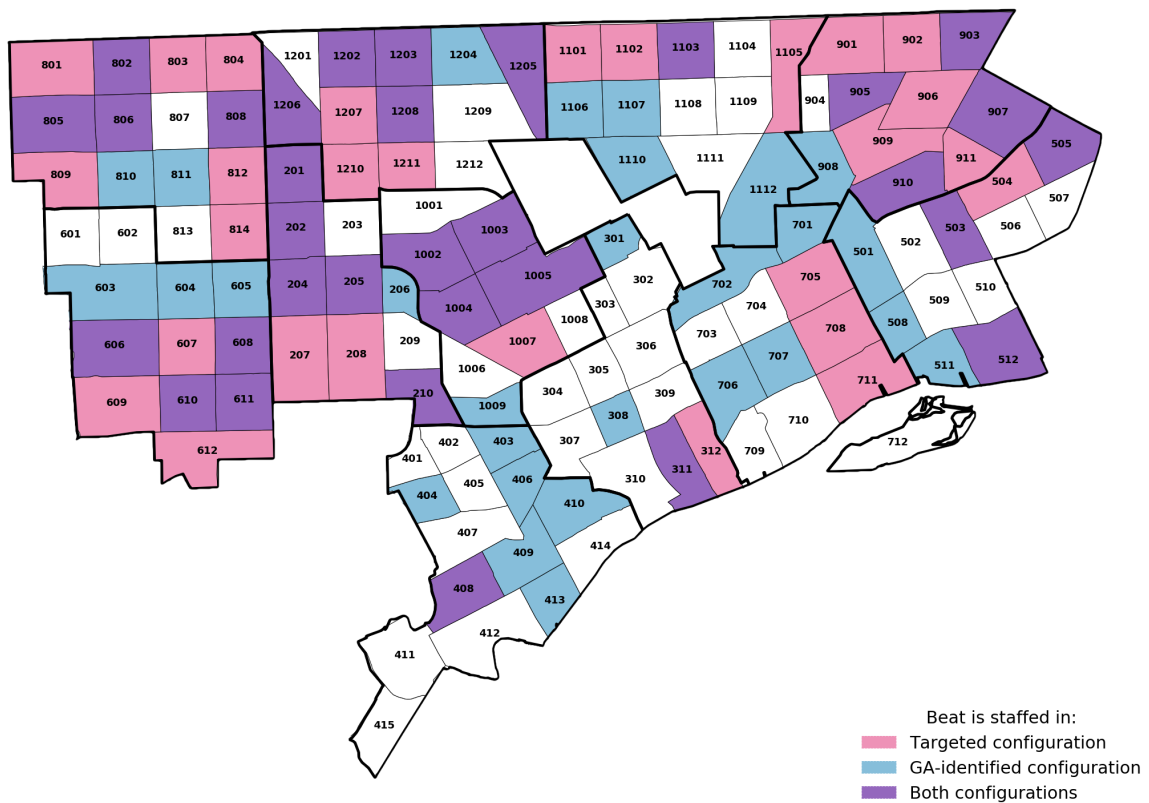 801 802 803 804 1201 1202 1203 1204 1205 1101 1102 1103 1104 1105 901 902 903
805 806 807 808 1206 1207 1208 1209 1106 1107 1108 1109 904 905 906 907
809 810 811 812 201 1210 1211 1212 1110 1111 1112 908 909 910 911 504 505
601 602 813 814 202 203 1001 1002 1003 301 701 501 502 503 506 507
603 604 605 204 205 206 1004 1005 302 303 702 704 705 508 509 510
606 607 608 207 208 209 1006 1007 1008 305 306 703 706 707 708 511 512
609 610 611 210 1009 304 308 309 711
612 401 402 403 307 310 311 312 709 710 712
404 405 406 410
407 409 414
408 413
411 412
415
Beat is staffed in:
Targeted configuration
GA-identified configuration
Both configurations